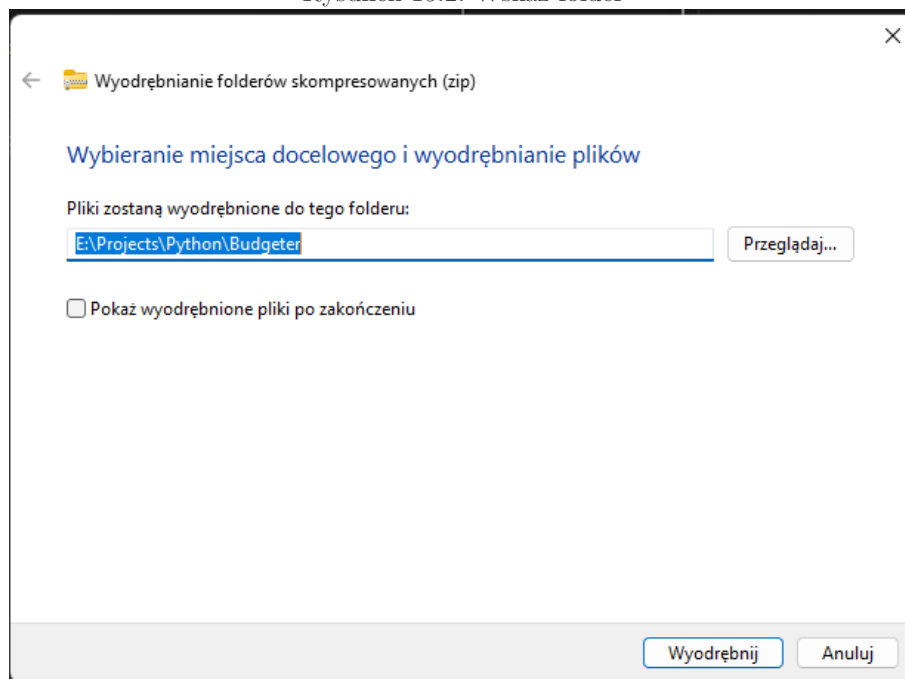 Wyodrębnianie folderów skompresowanych (zip)
Wybieranie miejsca docelowego i wyodrębnianie plików
Pliki zostaną wyodrębnione do tego folderu:
E:\Projects\Python\Budgeter
Przeglądaj...
Pokaż wyodrębnione pliki po zakończeniu
Wyodrębnij
Anuluj